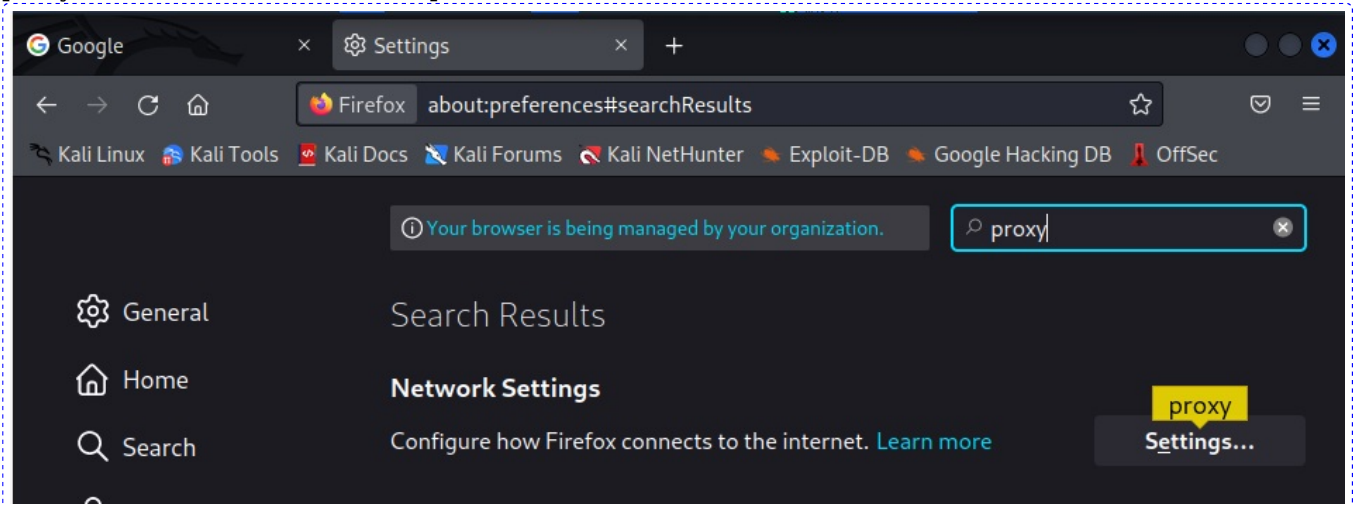 Google
Settings
Firefox about:preferences#searchResults
Kali Linux Kali Tools Kali Docs Kali Forums Kali NetHunter Exploit-DB Google Hacking DB OffSec
Your browser is being managed by your organization.
proxy
General
Search Results
Home
Network Settings
proxy
Search
Configure how Firefox connects to the internet. Learn more
Settings...